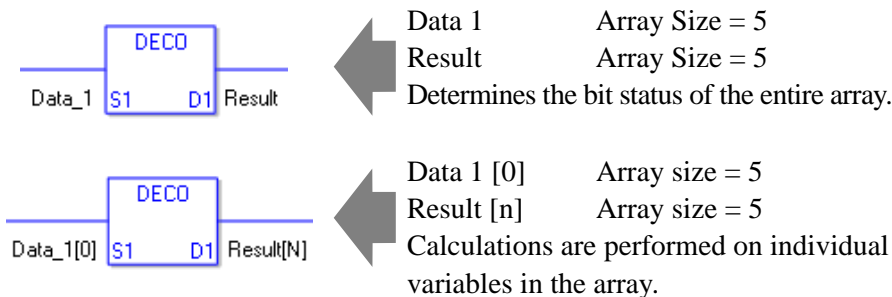 DECO
Data_1 S1 D1 Result
Data 1 Array Size = 5
Result Array Size = 5
Determines the bit status of the entire array.
DECO
Data_1[0] S1 D1 Result[N]
Data 1 [0] Array size = 5
Result [n] Array size = 5
Calculations are performed on individual
variables in the array.